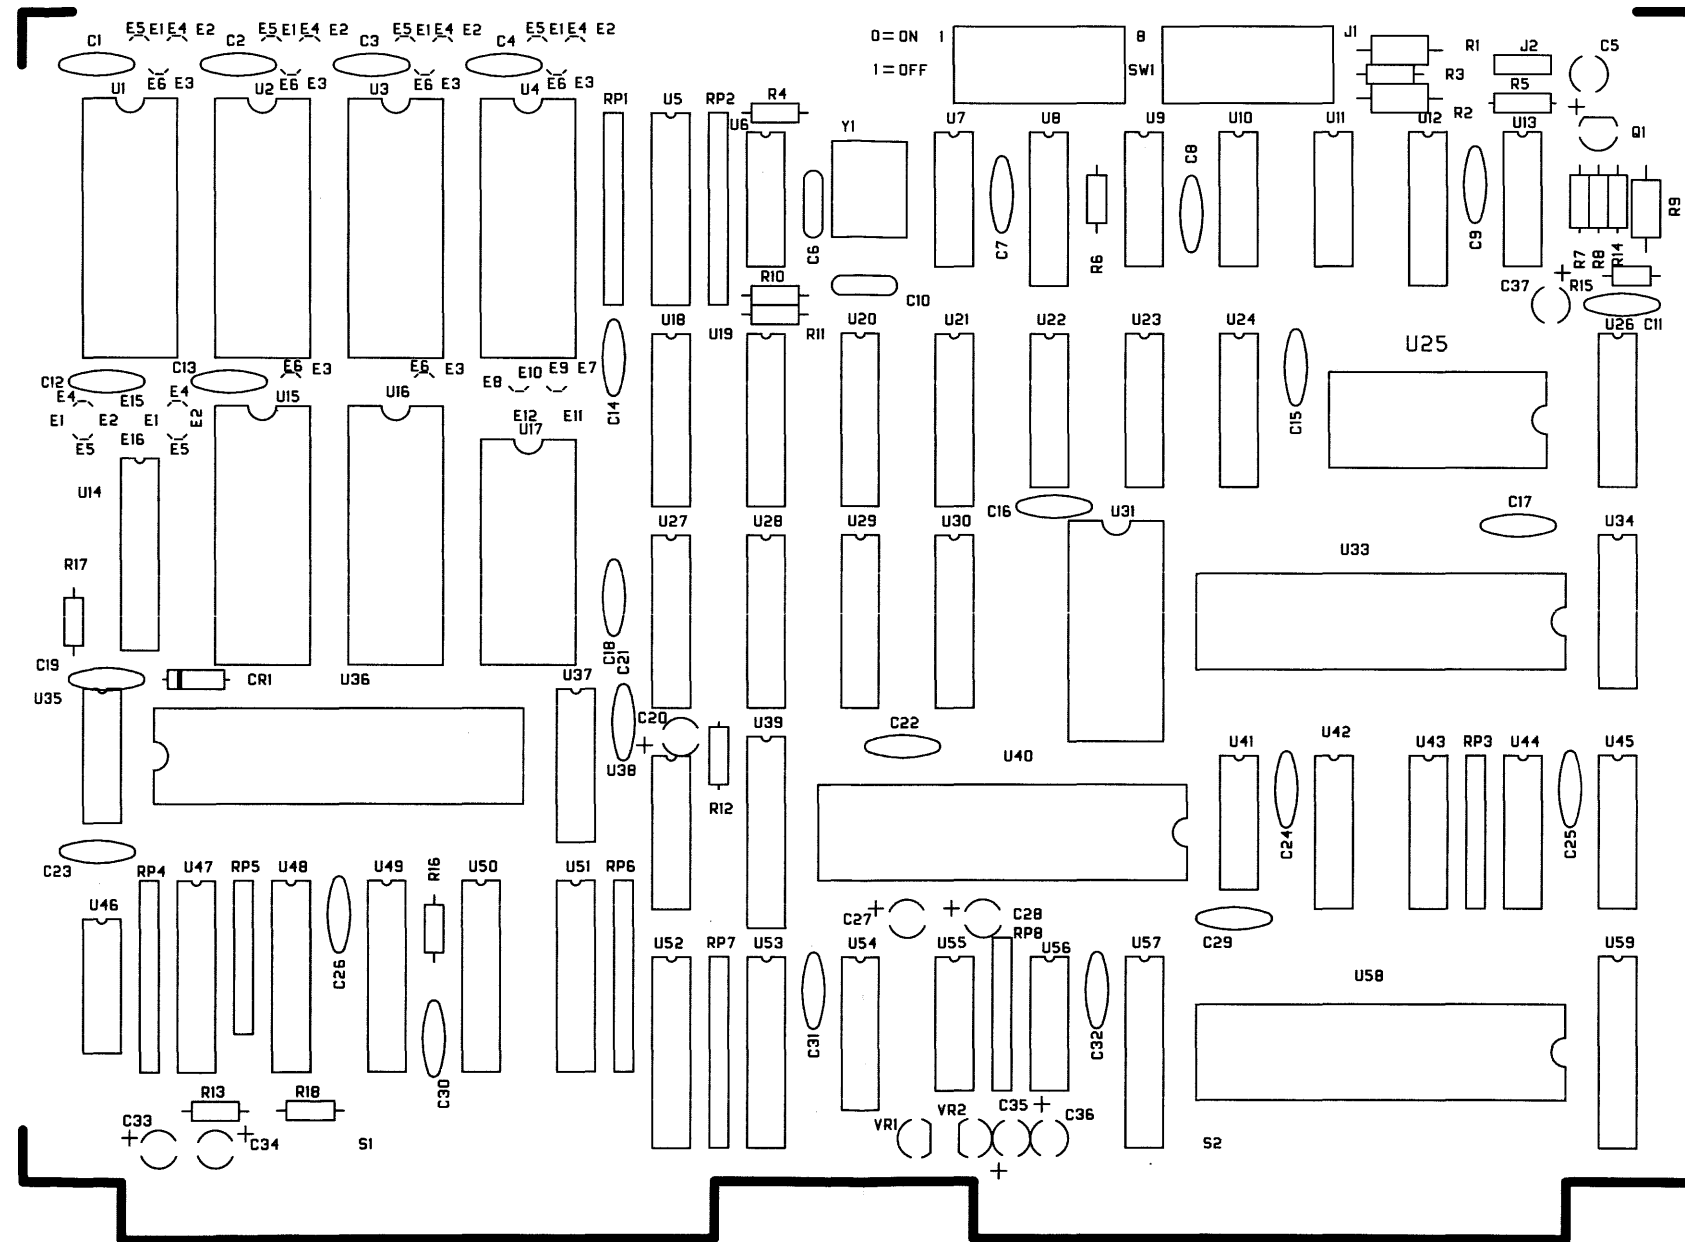 E5 E1 E4 E2 E5 E1 E4 E2 E5 E1 E4 E2 E5 E1 E4 E2
C1 C2 C3 C4
0=ON 1 8 J1 R1 J2 C5
1=OFF SW1 R3
E6 E3 E6 E3 E6 E3 E6 E3 R5
U1 U2 U3 U4 RP1 U5 RP2 R4
U6 Y1 U7 U8 U9 U10 U11 U12 R2 U13 Q1
C8
R9
C6 C7 R6 C9 R7 R8 R14
R10 C10 C37 R15
U18 U19 R11 U20 U21 U22 U23 U24 U25 U26 C11
C13 E6 E3 E6 E3 E10 E9 E7
C12 E4 E15 E4 U15 U16 E8
E1 E2 E1 E2 E12 E11 C14 C15
E5 E16 E5 U17
U14
C16 U31 C17
U27 U28 U29 U30 U33 U34
R17
C18 C21
C19 CR1 U36 U37
U35
C20 U39 C22 U41 U42 U43 RP3 U44 U45
U38 U40
R12
C24 C25
C23 RP4 U47 RP5 U48 U49 R16 U50 U51 RP6
U46 C27 C28
C26 U52 RP7 U53 U54 U55 RP8 U56 U57 C29 U59
U58
C31 C32
R13 R18 C30
C33 C34 S1 VR1 VR2 C35 C36 S2